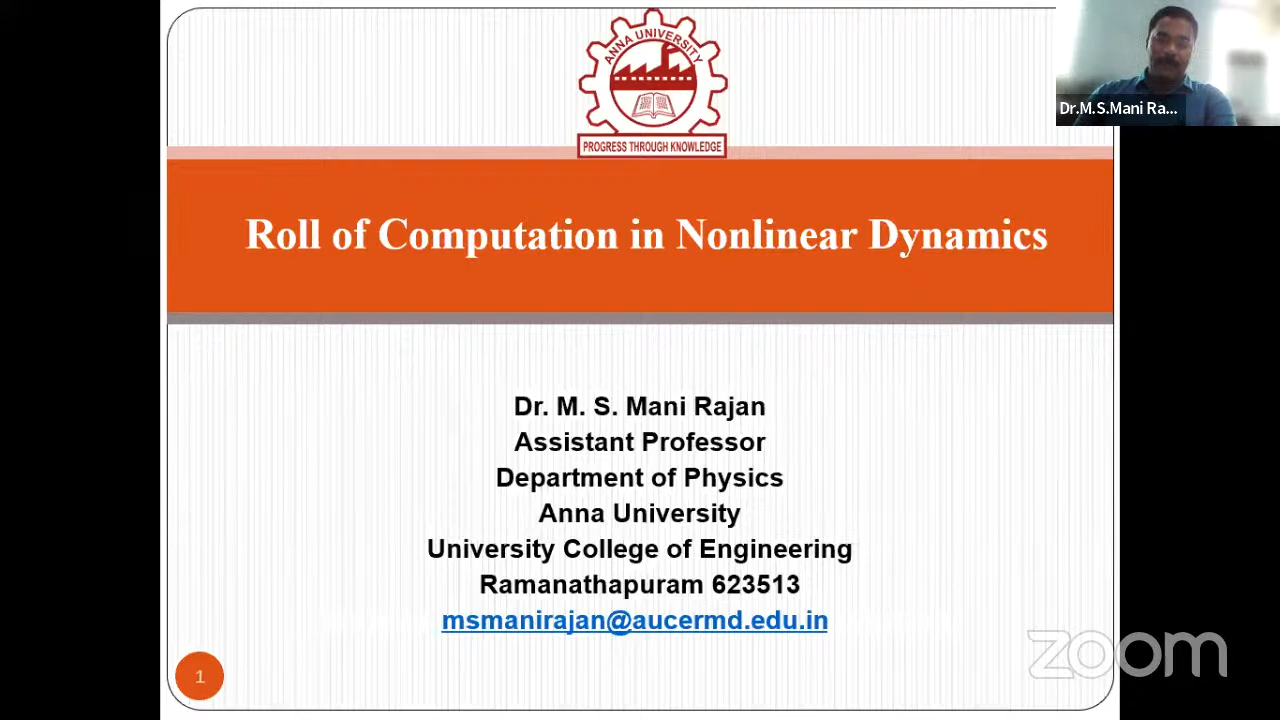 ANNA UNIVERSITY
PROGRESS THROUGH KNOWLEDGE
Dr.M.S.Mani Ra...
Roll of Computation in Nonlinear Dynamics
Dr. M. S. Mani Rajan
Assistant Professor
Department of Physics
Anna University
University College of Engineering
Ramanathapuram 623513
msmanirajan@aucermd.edu.in
1
zoom